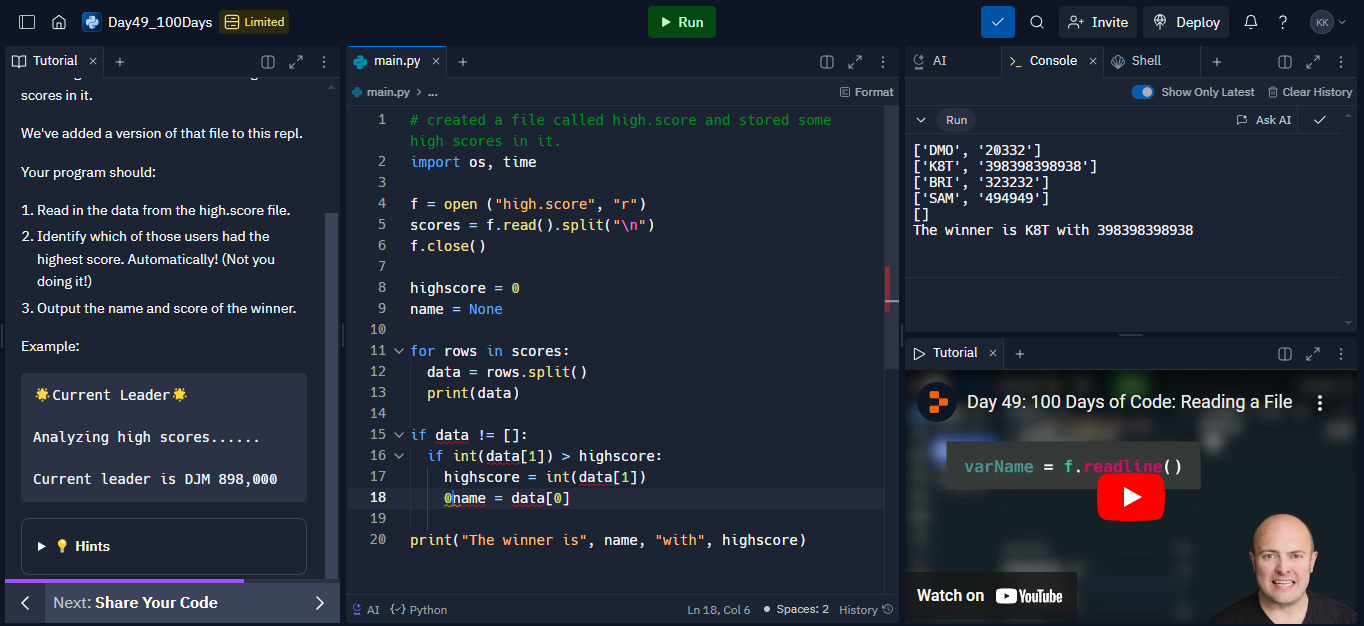 Day49_100Days
Limited
Run
Invite
Deploy
?
KK
Tutorial
scores in it.
We've added a version of that file to this repl.
Your program should:
1. Read in the data from the high.score file.
2. Identify which of those users had the
highest score. Automatically! (Not you
doing it!)
3. Output the name and score of the winner.
Example:
🌟Current Leader🌟
Analyzing high scores......
Current leader is DJM 898,000
💡 Hints
Next: Share Your Code
main.py
main.py > ...
Format
1 # created a file called high.score and stored some
high scores in it.
2 import os, time
3
4 f = open ("high.score", "r")
5 scores = f.read().split("\n")
6 f.close()
7
8 highscore = 0
9 name = None
10
11 for rows in scores:
12 data = rows.split()
13 print(data)
14
15 if data != []:
16 if int(data[1]) > highscore:
17 highscore = int(data[1])
18 0name = data[0]
19
20 print("The winner is", name, "with", highscore)
AI
Python
Ln 18, Col 6
Spaces: 2
History
AI
Console
Shell
Show Only Latest
Clear History
Run
Ask AI
['DMO', '20332']
['K8T', '398398398938']
['BRI', '323232']
['SAM', '494949']
[]
The winner is K8T with 398398398938
Tutorial
Day 49: 100 Days of Code: Reading a File
varName = f.readline()
Watch on YouTube